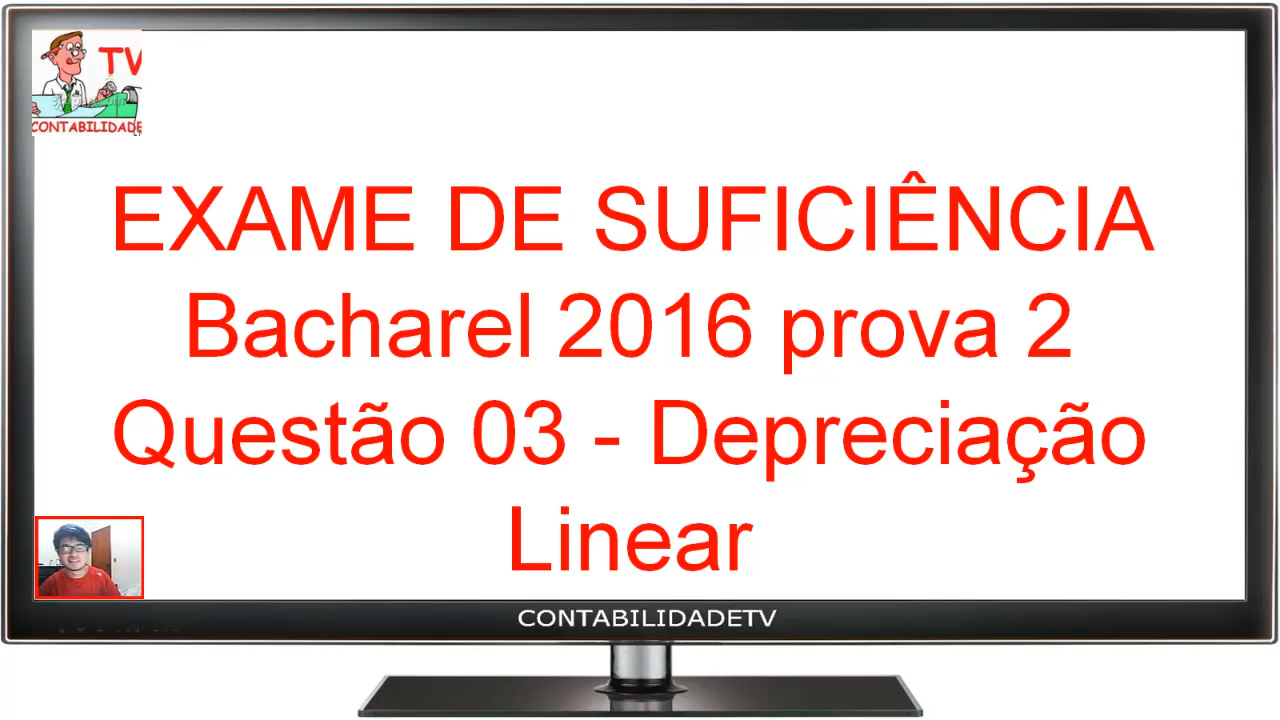 TV
CONTABILIDADE
EXAME DE SUFICIÊNCIA
Bacharel 2016 prova 2
Questão 03 - Depreciação
Linear
CONTABILIDADETV